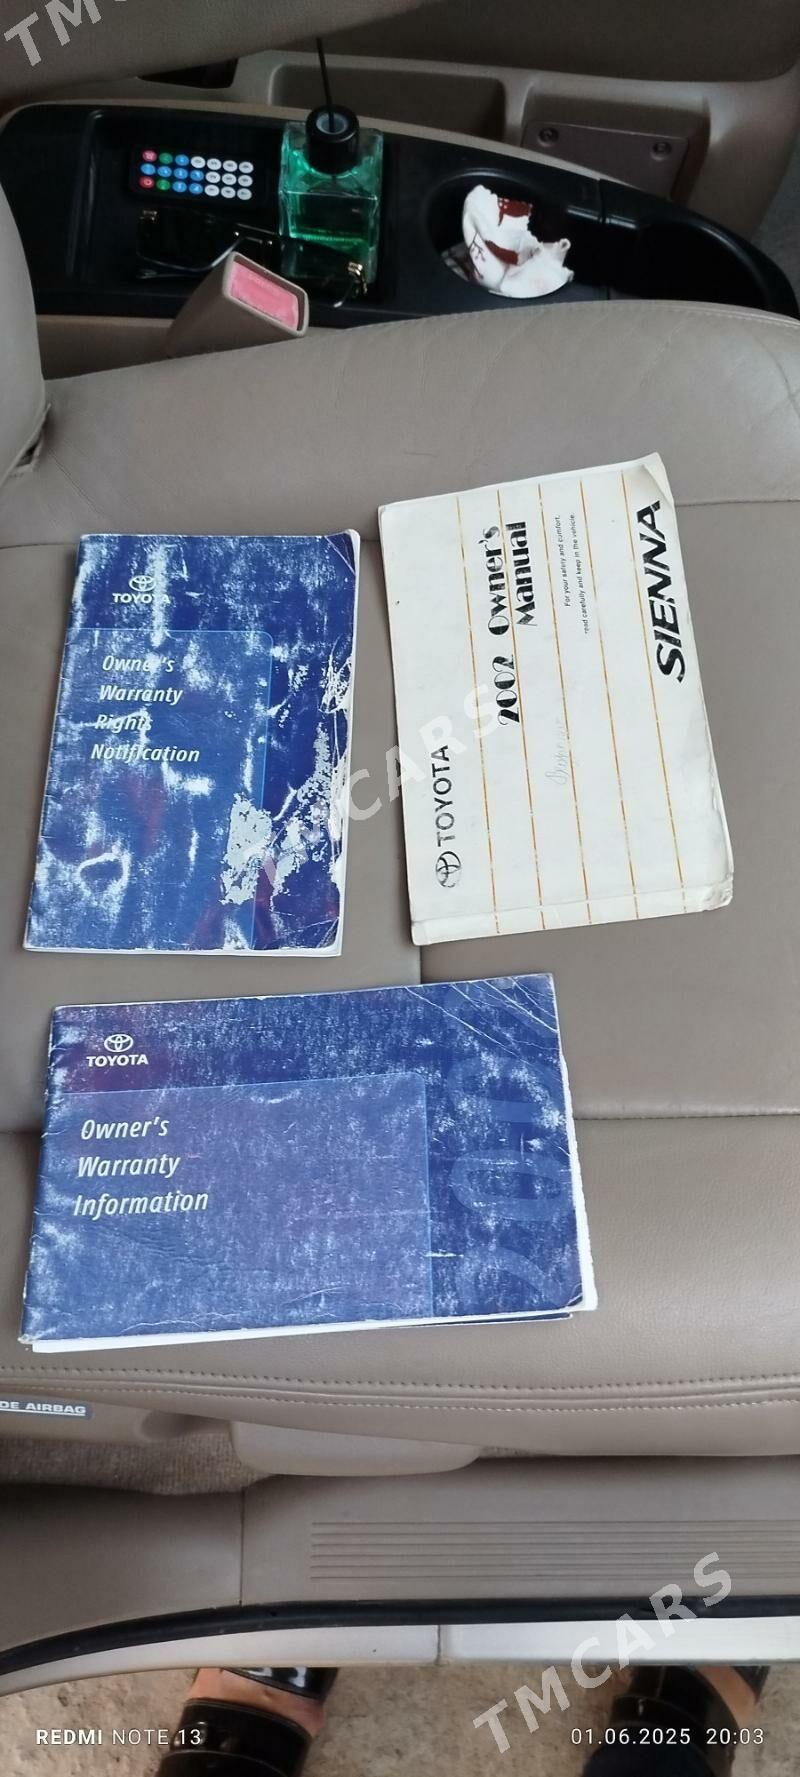 TMCARS
TOYOTA
Owner's
Warranty
Rights
Notification
TOYOTA
2002 Owner's
Manual
For your safety and comfort,
read carefully and keep in the vehicle.
SIENNA
TMCARS
TOYOTA
Owner's
Warranty
Information
2002
DE AIRBAG
TMCARS
REDMI NOTE 13
01.06.2025 20:03